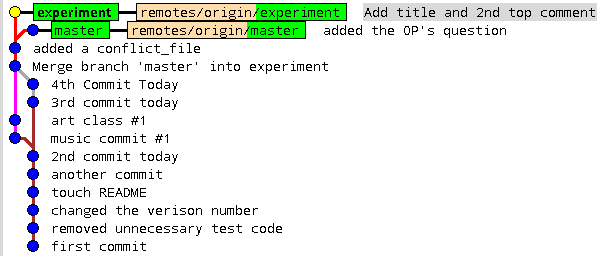 experiment remotes/origin/experiment Add title and 2nd top comment
master remotes/origin/master added the OP's question
added a conflict_file
Merge branch 'master' into experiment
4th Commit Today
3rd commit today
art class #1
music commit #1
2nd commit today
another commit
touch README
changed the verison number
removed unnecessary test code
first commit